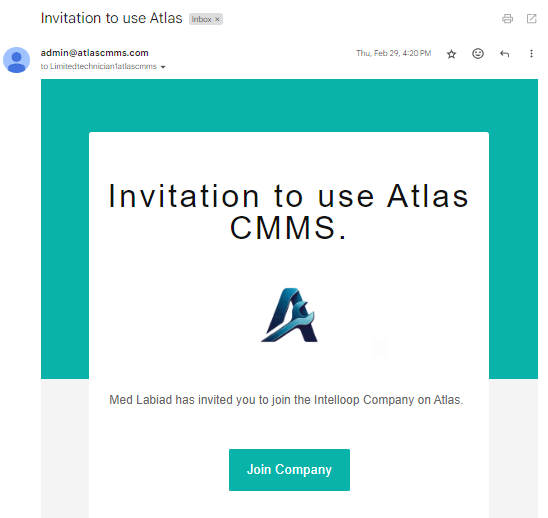 Invitation to use Atlas Inbox ×
admin@atlascmms.com Thu, Feb 29, 4:20 PM
to Limitedtechnician1atlascmms
Invitation to use Atlas
CMMS.
Med Labiad has invited you to join the Intelloop Company on Atlas.
Join Company